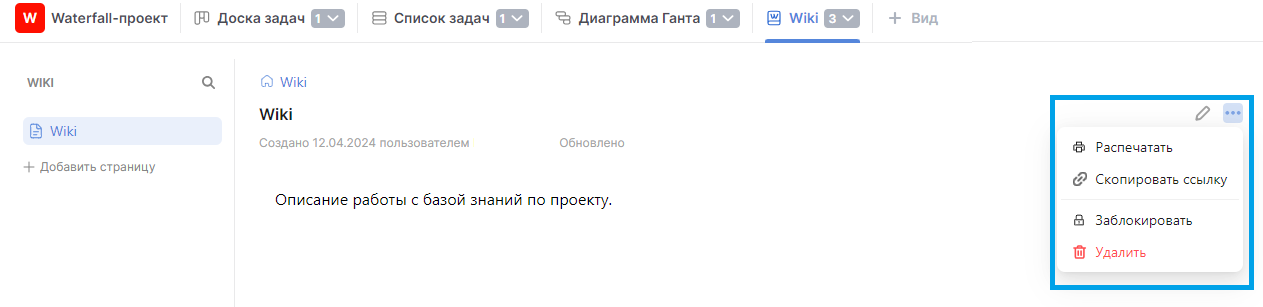 W Waterfall-проект Доска задач 1 Список задач 1 Диаграмма Ганта 1 Wiki 3 + Вид
WIKI
Wiki
+ Добавить страницу
Wiki
Wiki
Создано 12.04.2024 пользователем Обновлено
Описание работы с базой знаний по проекту.
Распечатать
Скопировать ссылку
Заблокировать
Удалить